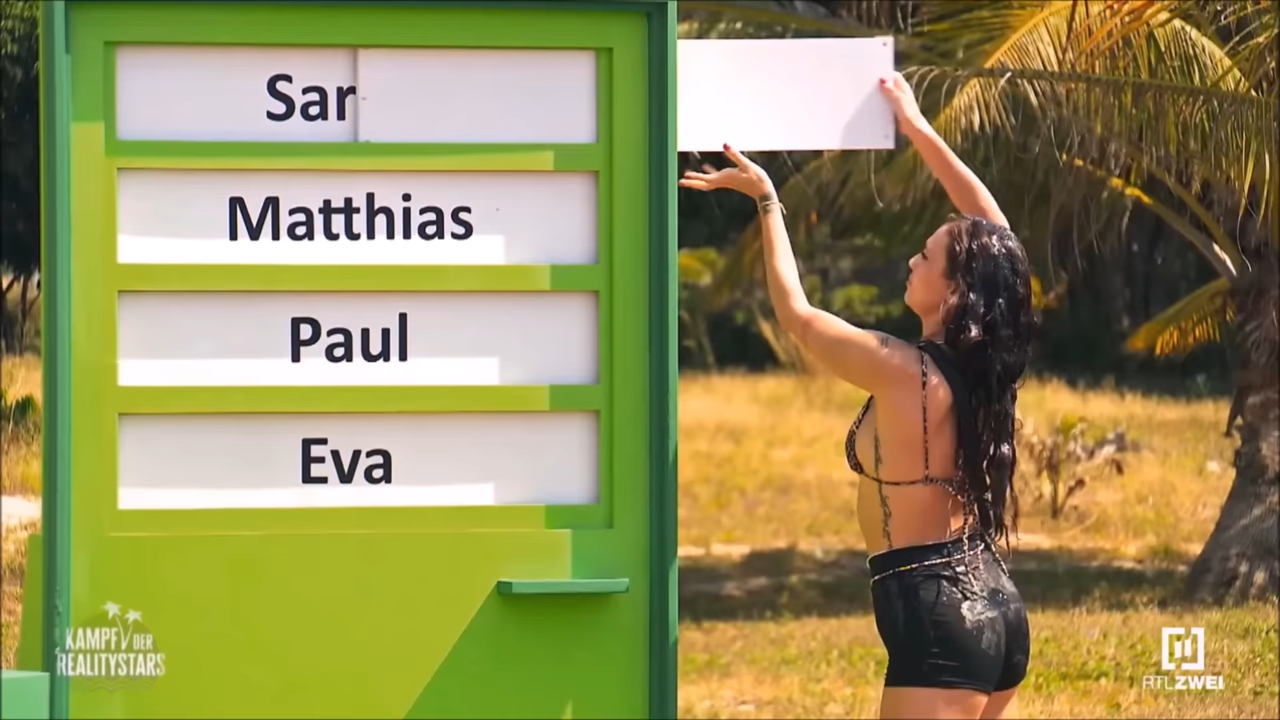 Sar
Matthias
Paul
Eva
KAMPF DER
REALITYSTARS
RTLZWEI